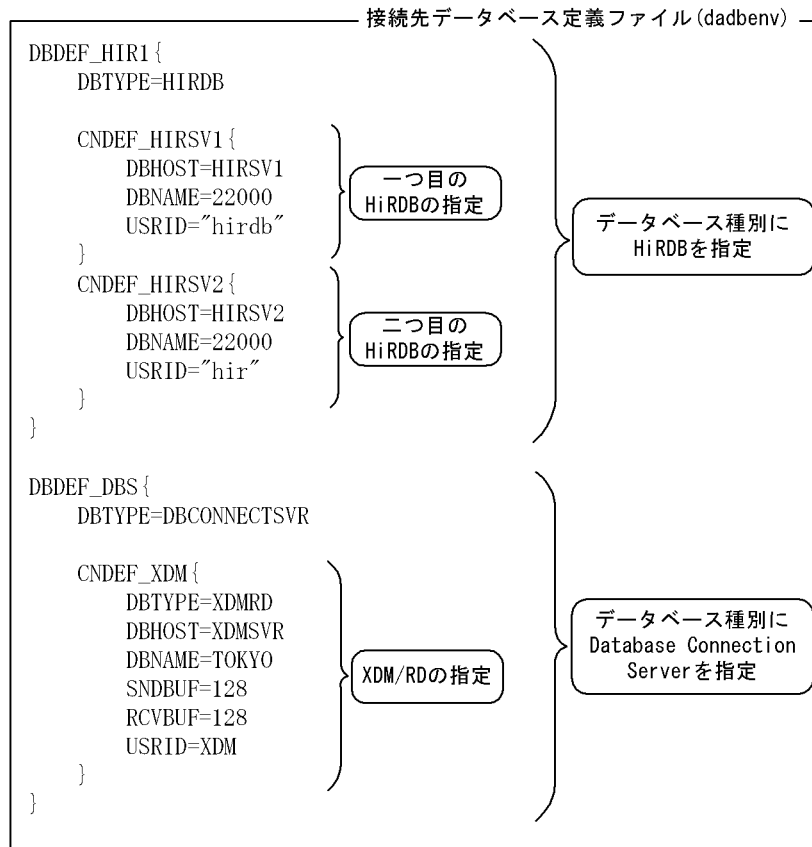 接続先データベース定義ファイル(dadbenv)
DBDEF_HIR1{
DBTYPE=HIRDB
CNDEF_HIRSV1{
DBHOST=HIRSV1
DBNAME=22000
USRID="hirdb"
}
一つ目の
HiRDBの指定
CNDEF_HIRSV2{
DBHOST=HIRSV2
DBNAME=22000
USRID="hir"
}
二つ目の
HiRDBの指定
}
データベース種別に
HiRDBを指定
DBDEF_DBS{
DBTYPE=DBCONNECTSVR
CNDEF_XDM{
DBTYPE=XDMRD
DBHOST=XDMSVR
DBNAME=TOKYO
SNDBUF=128
RCVBUF=128
USRID=XDM
}
XDM/RDの指定
}
データベース種別に
Database Connection
Serverを指定